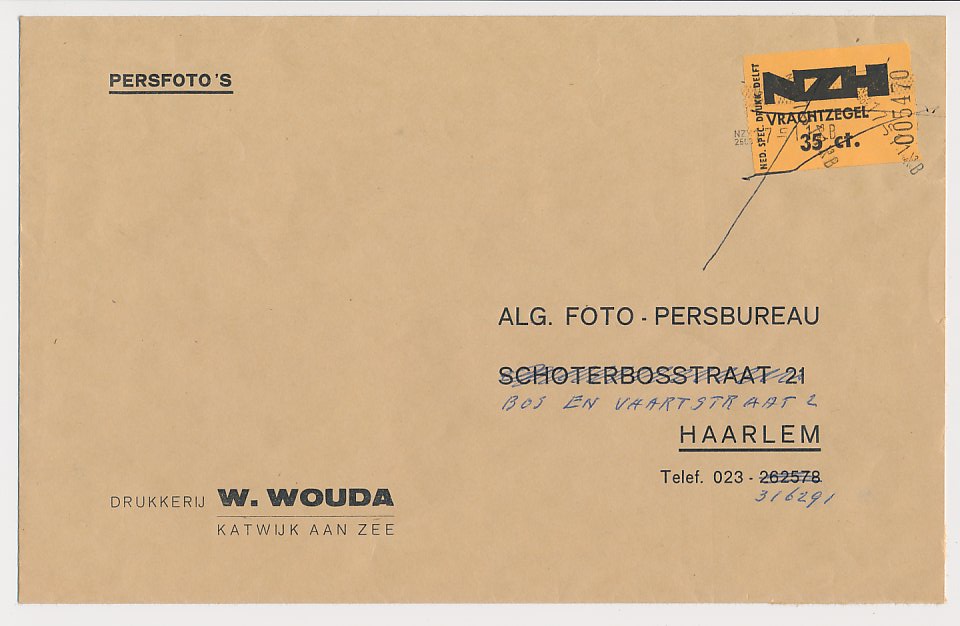 PERSFOTO'S
NED. SPEC. DRUKK. DELFT
NZH
VRACHTZEGEL
35 ct.
005470
ALG. FOTO - PERSBUREAU
SCHOTERBOSSTRAAT 21
BOS EN VAARTSTRAAT 2
HAARLEM
Telef. 023 - 262578
316291
DRUKKERIJ W. WOUDA
KATWIJK AAN ZEE